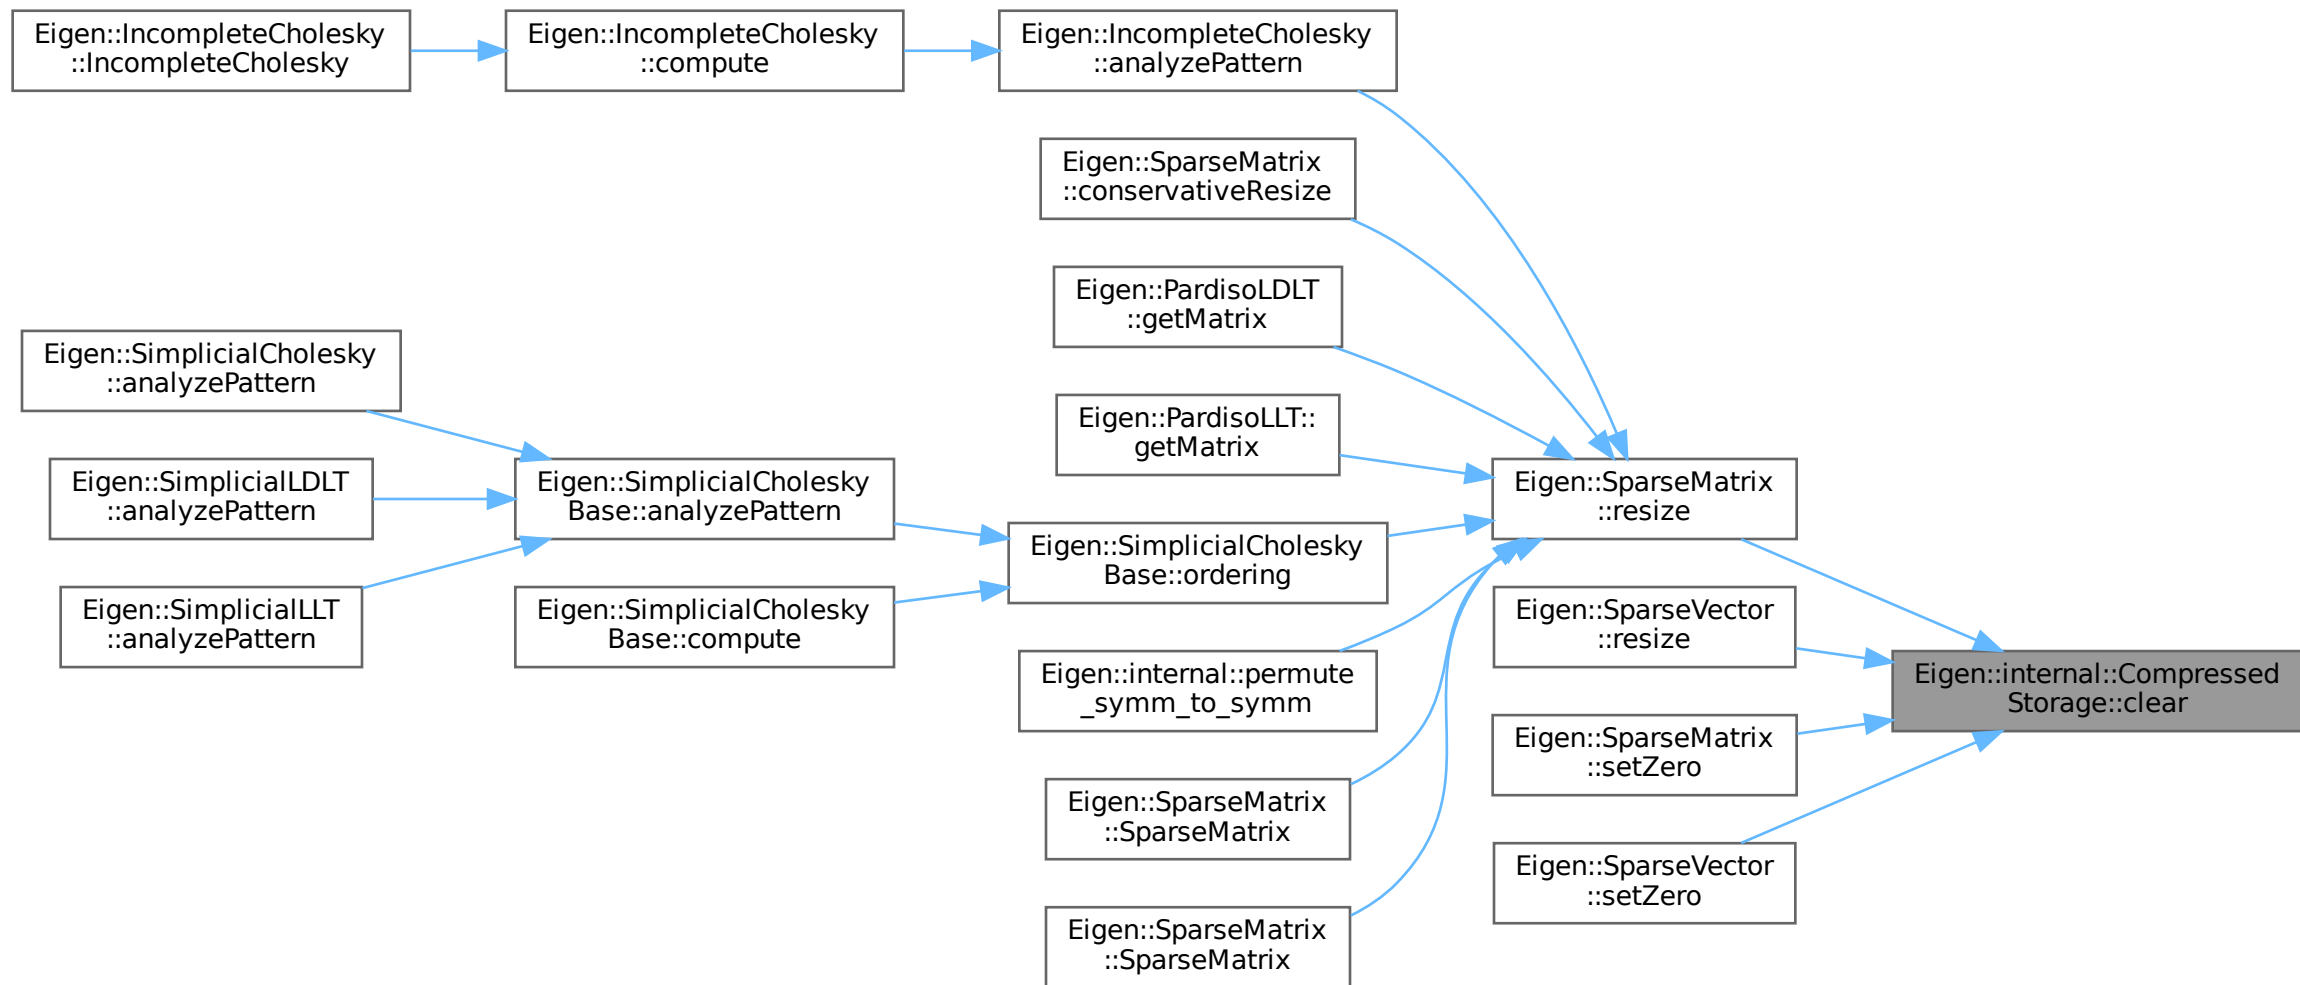 Eigen::IncompleteCholesky
::IncompleteCholesky
Eigen::IncompleteCholesky
::compute
Eigen::IncompleteCholesky
::analyzePattern
Eigen::SparseMatrix
::conservativeResize
Eigen::PardisoLDLT
::getMatrix
Eigen::SimplicialCholesky
::analyzePattern
Eigen::PardisoLLT::
getMatrix
Eigen::SimplicialLDLT
::analyzePattern
Eigen::SimplicialCholesky
Base::analyzePattern
Eigen::SparseMatrix
::resize
Eigen::SimplicialCholesky
Base::ordering
Eigen::SimplicialLLT
::analyzePattern
Eigen::SimplicialCholesky
Base::compute
Eigen::SparseVector
::resize
Eigen::internal::permute
_symm_to_symm
Eigen::internal::Compressed
Storage::clear
Eigen::SparseMatrix
::setZero
Eigen::SparseMatrix
::SparseMatrix
Eigen::SparseVector
::setZero
Eigen::SparseMatrix
::SparseMatrix